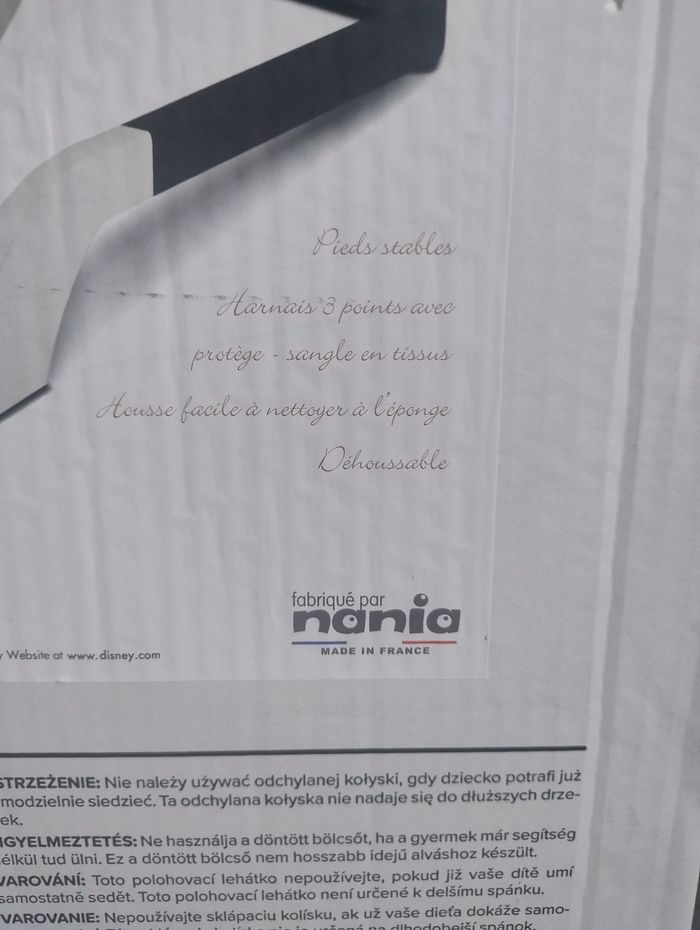 Pieds stables
Harnais 3 points avec
protège - sangle en tissus
Housse facile à nettoyer à l'éponge
Déhoussable
fabriqué par
nania
MADE IN FRANCE
Website at www.disney.com
STRZEŻENIE: Nie należy używać odchylanej kołyski, gdy dziecko potrafi już
modzielnie siedzieć. Ta odchylana kołyska nie nadaje się do dłuższych drze-
ek.
IGYELMEZTETÉS: Ne használja a döntött bölcsőt, ha a gyermek már segítség
élkül tud ülni. Ez a döntött bölcső nem hosszabb idejű alváshoz készült.
VAROVÁNÍ: Toto polohovací lehátko nepoužívejte, pokud již vaše dítě umí
samostatně sedět. Toto polohovací lehátko není určené k delšímu spánku.
VAROVANIE: Nepoužívajte sklápaciu kolísku, ak už vaše dieťa dokáže samo-
na dlhodobejší spánok.